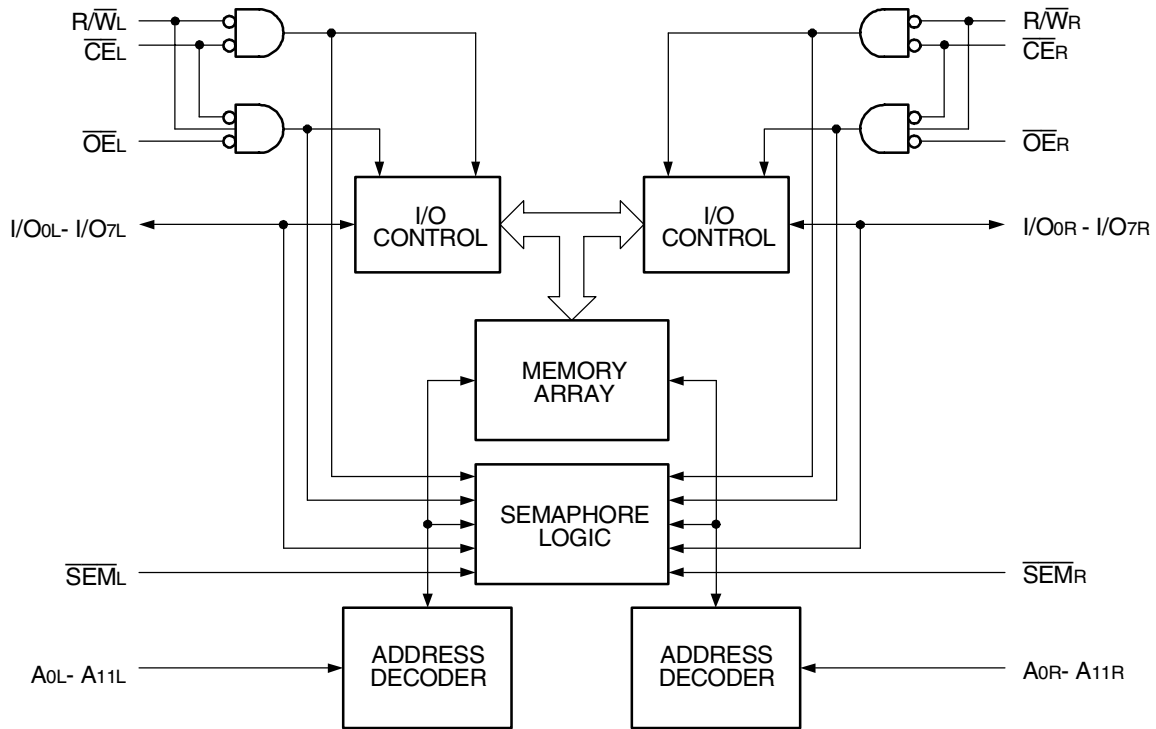 R/W̅L
C̅E̅L
O̅E̅L
I/O0L- I/O7L
S̅E̅M̅L
A0L- A11L
I/O
CONTROL
I/O
CONTROL
MEMORY
ARRAY
SEMAPHORE
LOGIC
ADDRESS
DECODER
ADDRESS
DECODER
R/W̅R
C̅E̅R
O̅E̅R
I/O0R - I/O7R
S̅E̅M̅R
A0R- A11R